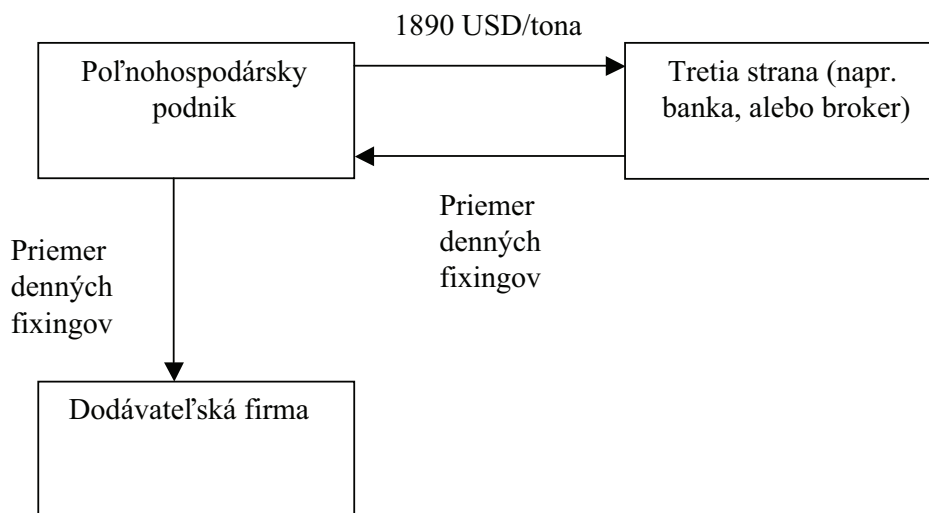 1890 USD/tona
Poľnohospodársky
podnik
Tretia strana (napr.
banka, alebo broker)
Priemer
denných
fixingov
Priemer
denných
fixingov
Dodávateľská firma